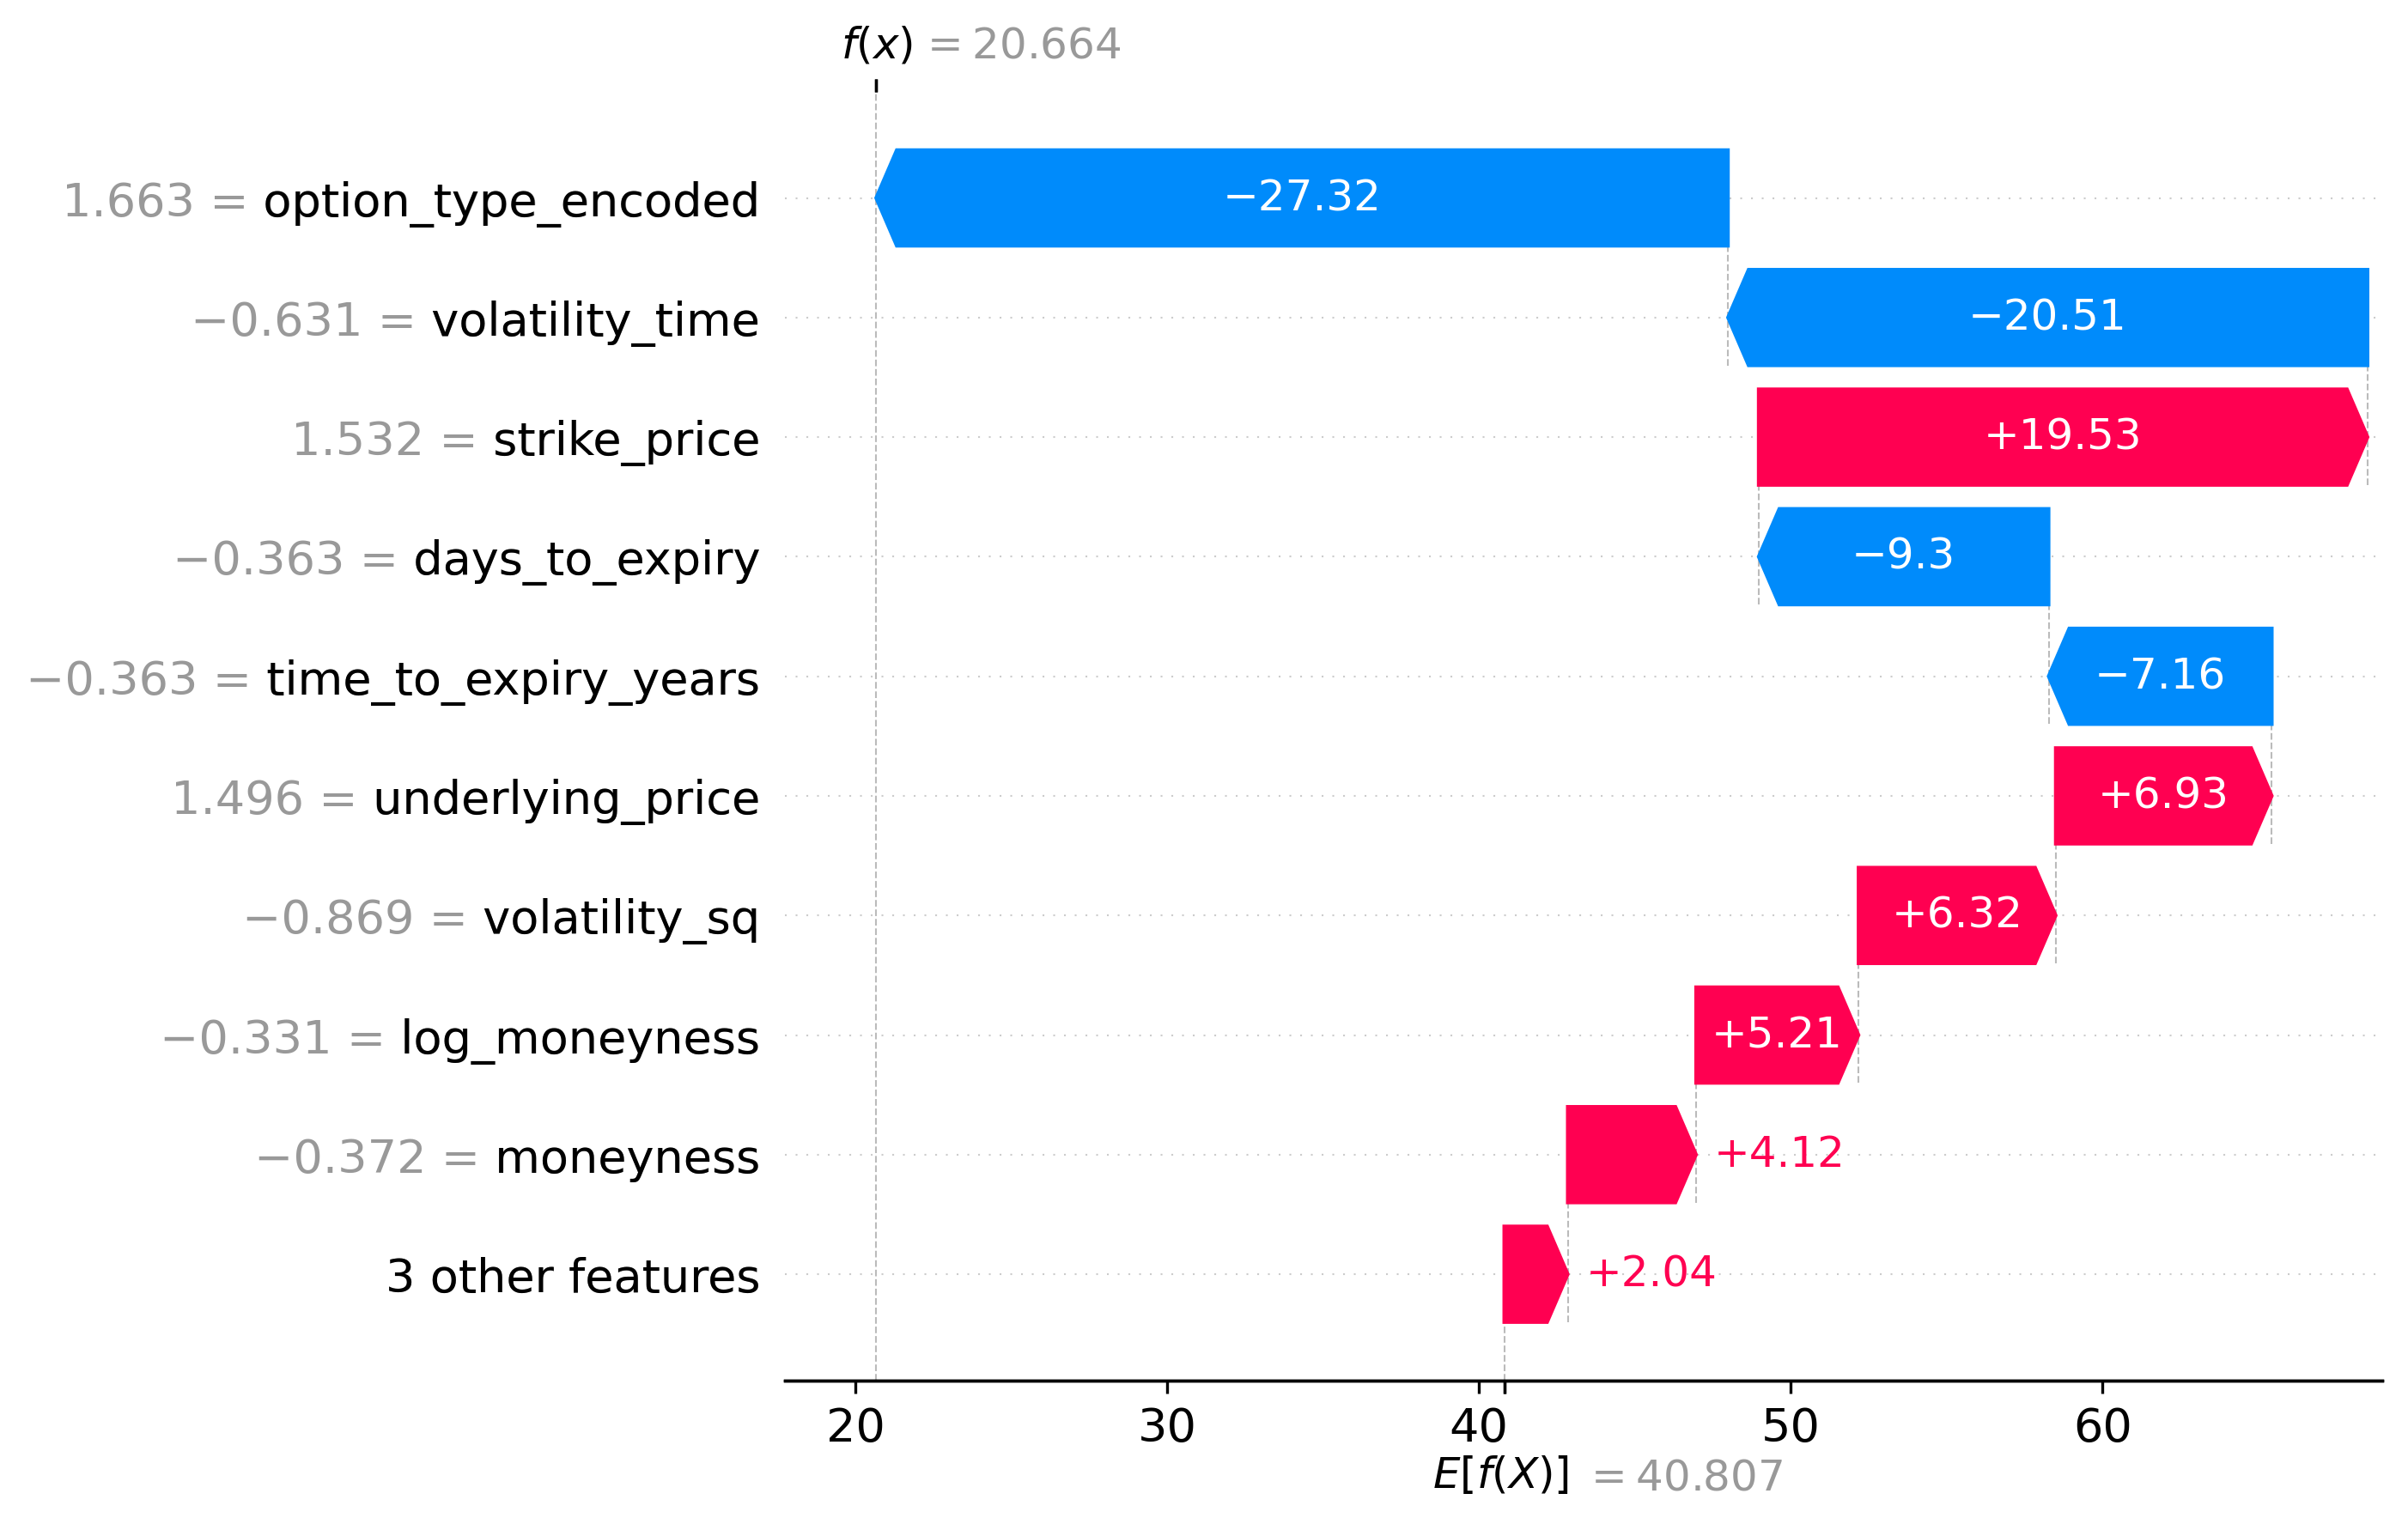 f(x) = 20.664
1.663 = option_type_encoded −27.32
−0.631 = volatility_time −20.51
1.532 = strike_price +19.53
−0.363 = days_to_expiry −9.3
−0.363 = time_to_expiry_years −7.16
1.496 = underlying_price +6.93
−0.869 = volatility_sq +6.32
−0.331 = log_moneyness +5.21
−0.372 = moneyness +4.12
3 other features +2.04
20 30 40 50 60
E[f(X)] = 40.807